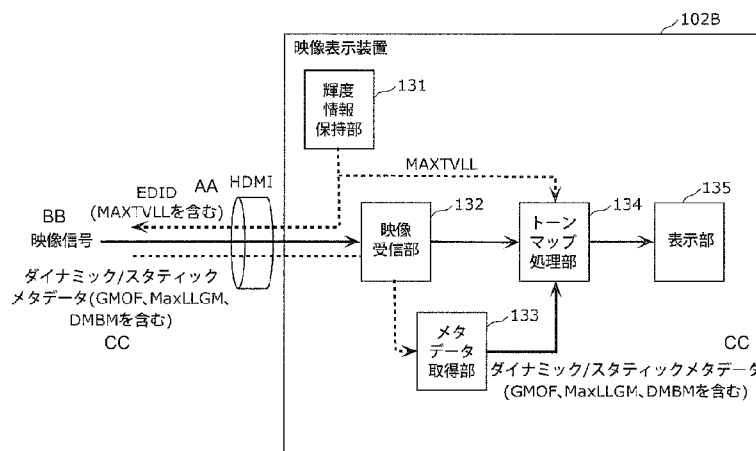 102B
映像表示装置
輝度
情報
保持部
131
MAXTVLL
EDID
(MAXTVLLを含む)
AA
HDMI
BB
映像信号
映像
受信部
132
トーン
マップ
処理部
134
表示部
135
ダイナミック/スタティック
メタデータ(GMOF、MaxLLGM、
DMBMを含む)
CC
メタ
データ
取得部
133
CC
ダイナミック/スタティックメタデータ
(GMOF、MaxLLGM、DMBMを含む)